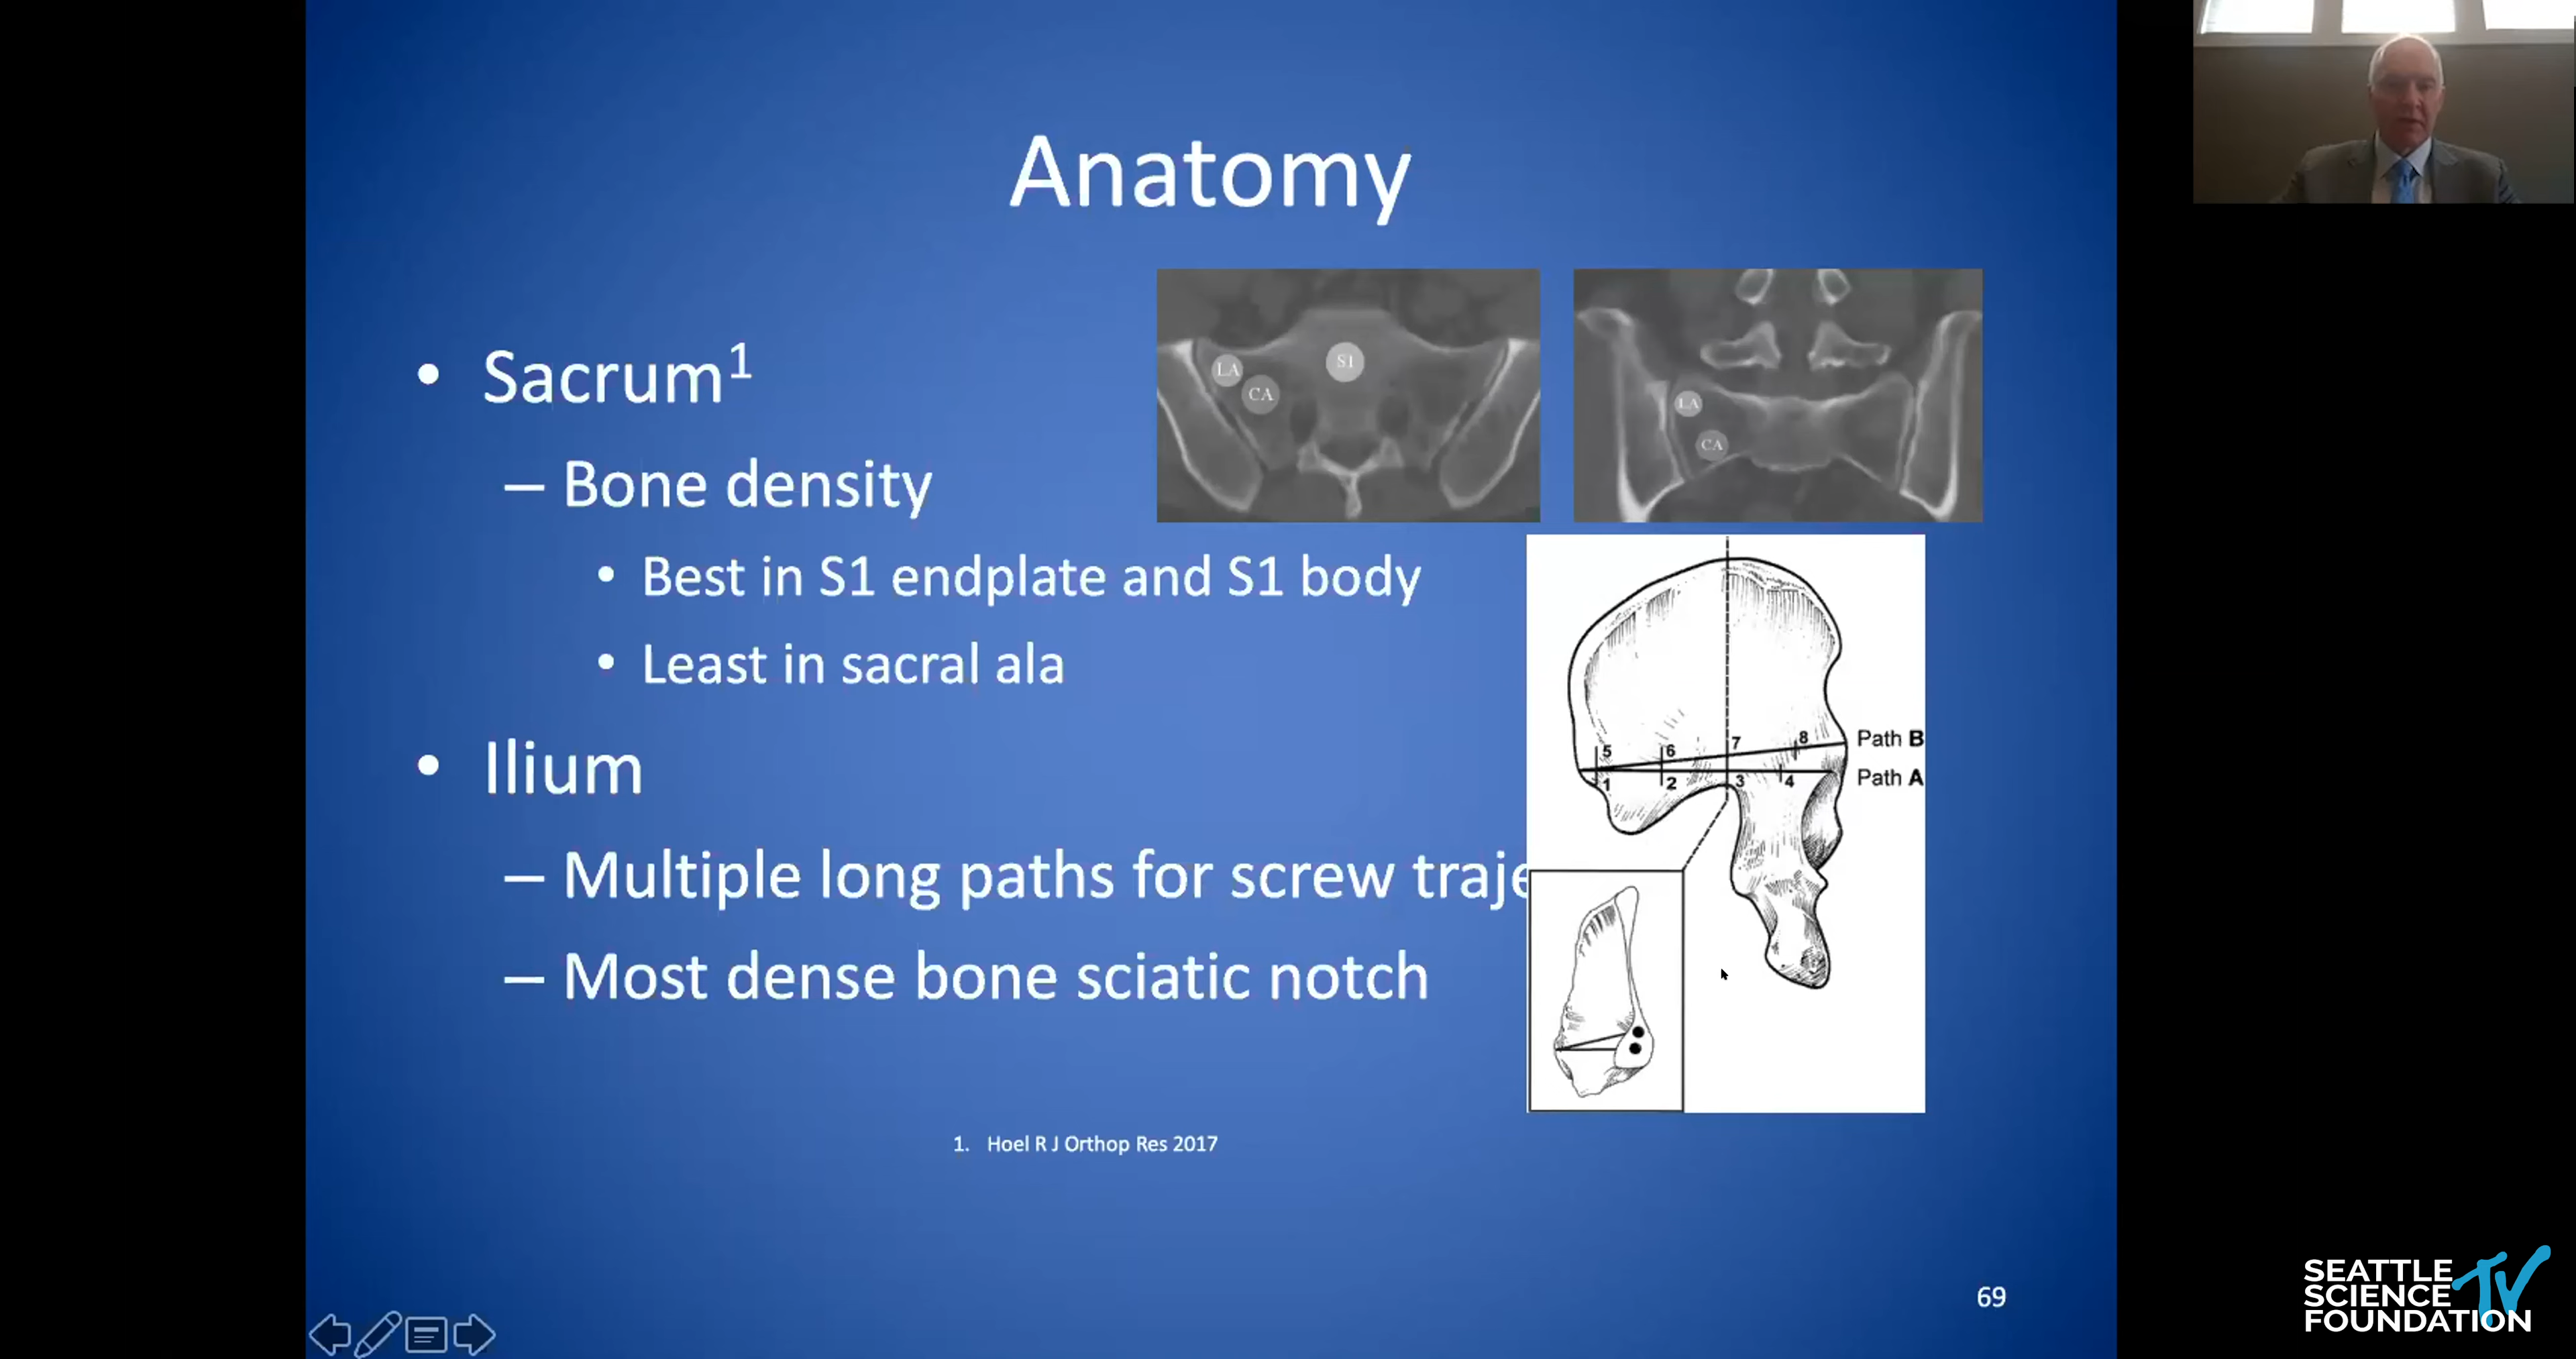 Anatomy
• Sacrum1
– Bone density
• Best in S1 endplate and S1 body
• Least in sacral ala
• Ilium
– Multiple long paths for screw traje
– Most dense bone sciatic notch
LA
CA
S1
LA
CA
5 6 7 8 Path B
1 2 3 4 Path A
1. Hoel R J Orthop Res 2017
69
SEATTLE
SCIENCE
FOUNDATION
TV